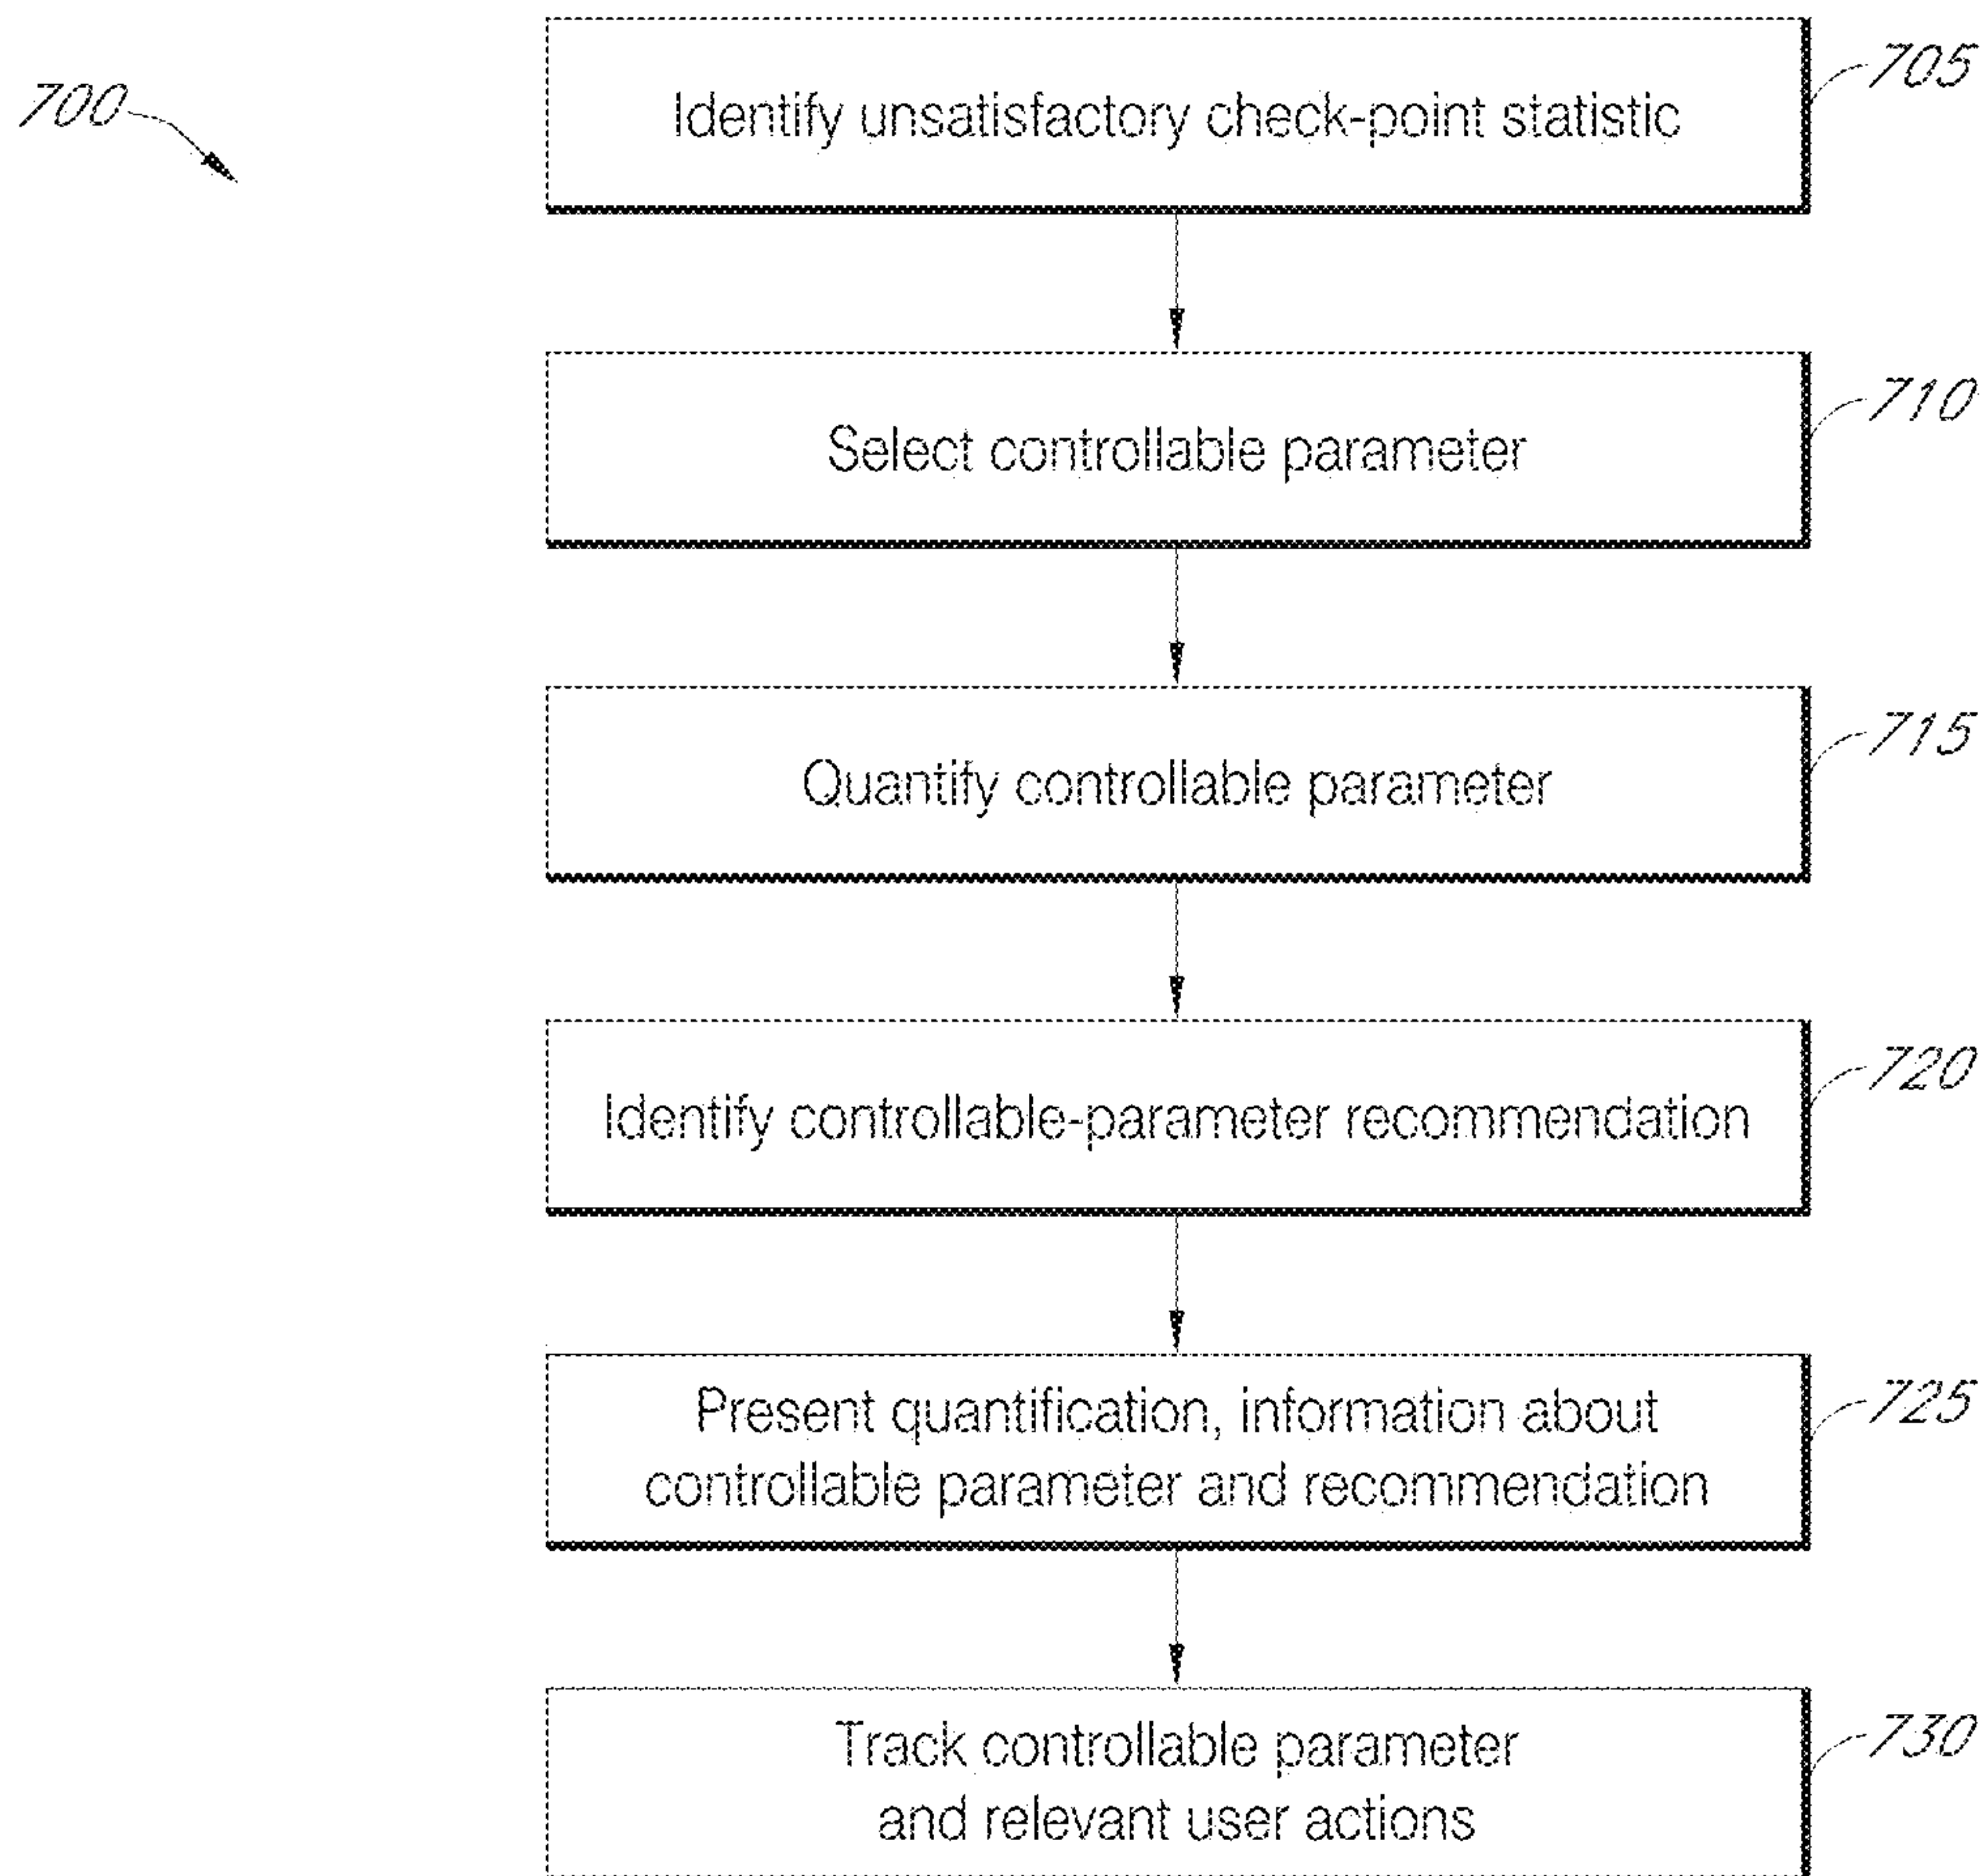 700
Identify unsatisfactory check-point statistic
705
Select controllable parameter
710
Quantify controllable parameter
715
Identify controllable-parameter recommendation
720
Present quantification, information about
controllable parameter and recommendation
725
Track controllable parameter
and relevant user actions
730